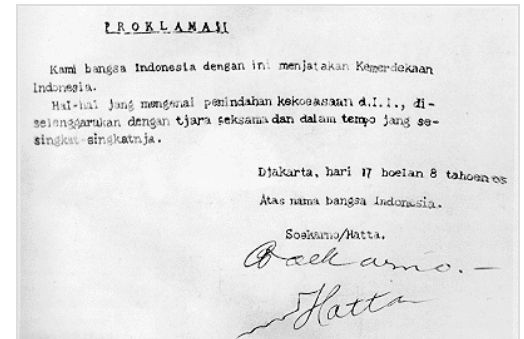 PROKLAMASI
Kami bangsa Indonesia dengan ini menjatakan Kemerdekaan
Indonesia.
Hal-hal jang mengenai pemindahan kekoeasaan d.l.l., di-
selenggarakan dengan tjara seksama dan dalam tempo jang se-
singkat-singkatnja.
Djakarta, hari 17 boelan 8 tahoen 05
Atas nama bangsa Indonesia.
Soekarno/Hatta.
Soekarno.
Hatta